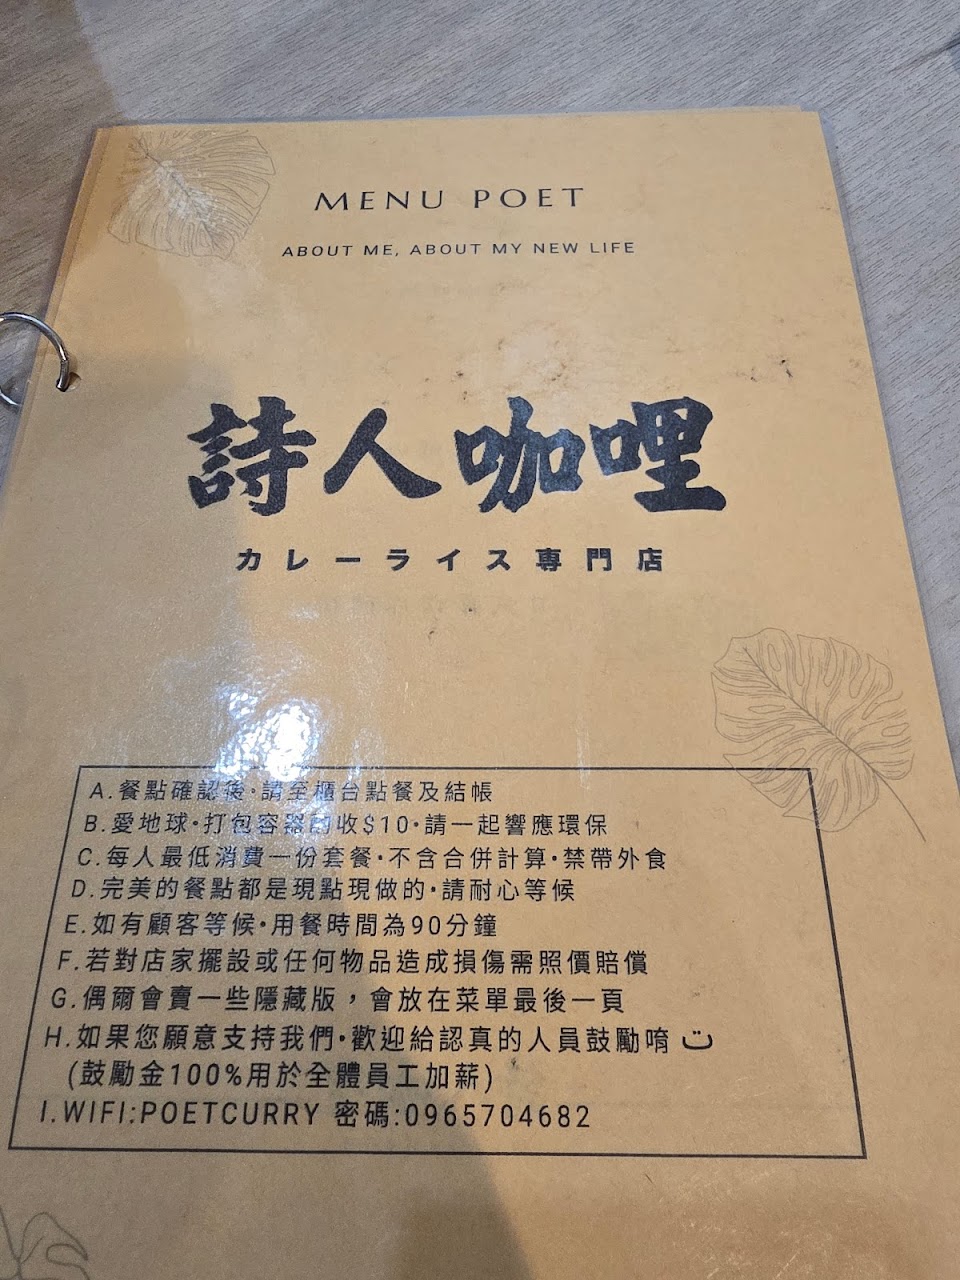 MENU POET
ABOUT ME, ABOUT MY NEW LIFE
詩人咖哩
カレーライス専門店
A.餐點確認後·請至櫃台點餐及結帳
B.愛地球·打包容器酌收$10·請一起響應環保
C.每人最低消費一份套餐·不含合併計算·禁帶外食
D.完美的餐點都是現點現做的·請耐心等候
E.如有顧客等候·用餐時間為90分鐘
F.若對店家擺設或任何物品造成損傷需照價賠償
G.偶爾會賣一些隱藏版，會放在菜單最後一頁
H.如果您願意支持我們·歡迎給認真的人員鼓勵唷
(鼓勵金100%用於全體員工加薪)
I.WIFI:POETCURRY 密碼:0965704682